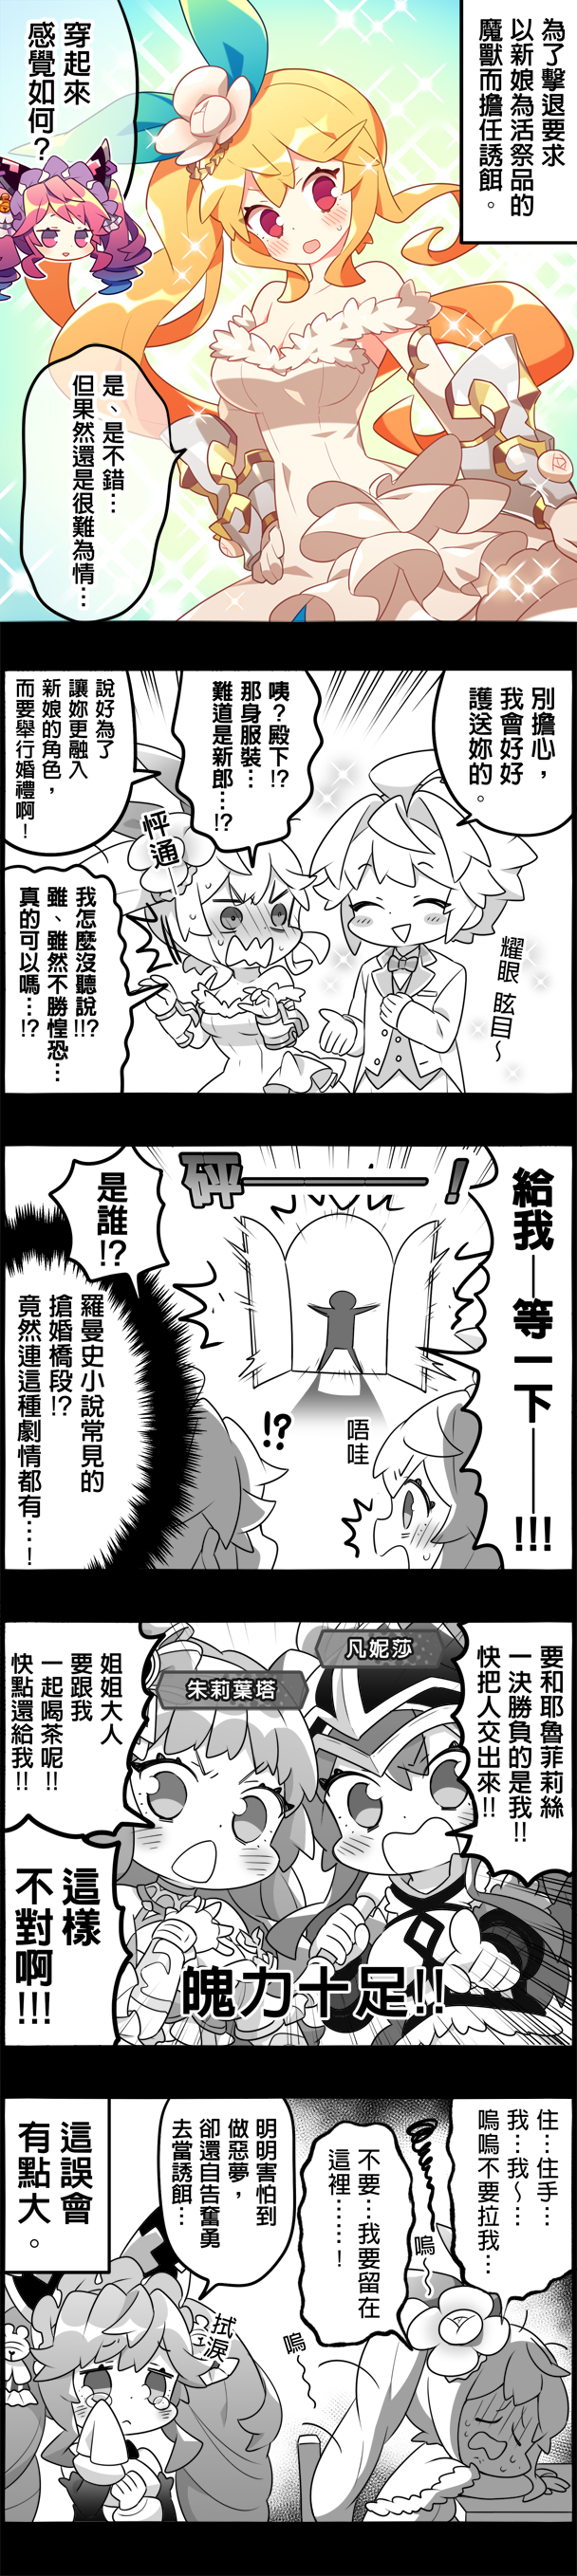 為了擊退要求
以新娘為活祭品的
魔獸而擔任誘餌。
穿起來
感覺如何？
是、是不錯…
但果然還是很難為情…
別擔心，
我會好好
護送妳的。
咦？殿下!?
那身服裝…
難道是新郎…!?
說好為了
讓妳更融入
新娘的角色，
而要舉行婚禮啊！
怦通
耀眼 眩目～
我怎麼沒聽說!!?
雖、雖然不勝惶恐…
真的可以嗎…!?
給我—等一下——!!!
砰——！
是誰!?
羅曼史小說常見的
搶婚橋段!?
竟然連這種劇情都有…！
唔哇
!?
要和耶魯菲莉絲
一決勝負的是我!!
快把人交出來!!
凡妮莎
朱莉葉塔
姐姐大人
要跟我
一起喝茶呢!!
快點還給我!!
這樣
不對啊!!!
魄力十足!!
住…住手…
我…我～…
嗚嗚不要拉我…
嗚～
不要…我要留在
這裡……！
嗚～
明明害怕到
做惡夢，
卻還自告奮勇
去當誘餌…
拭淚
這誤會
有點大。